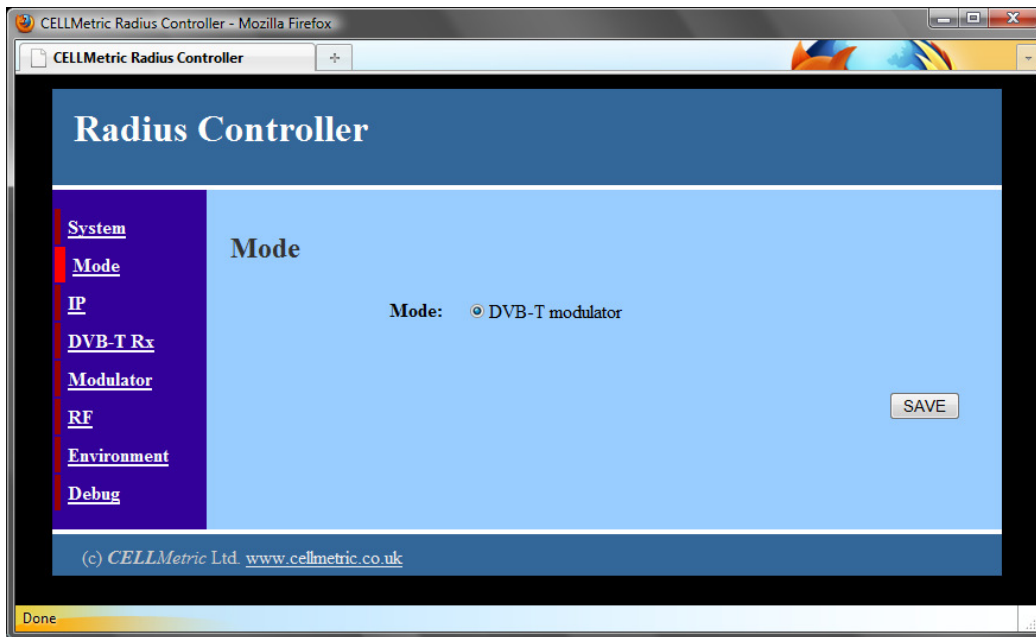 CELLMetric Radius Controller - Mozilla Firefox
CELLMetric Radius Controller
Radius Controller
System
Mode
IP
DVB-T Rx
Modulator
RF
Environment
Debug
Mode
Mode: DVB-T modulator
SAVE
(c) CELLMetric Ltd. www.cellmetric.co.uk
Done